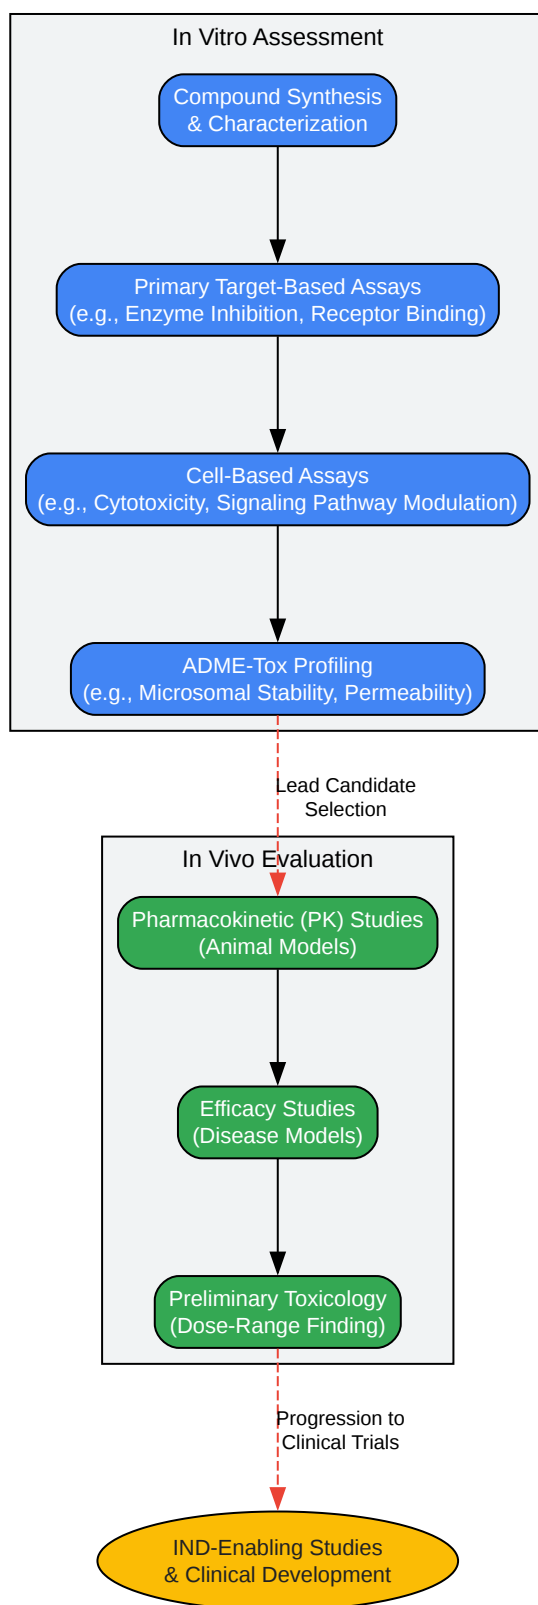 In Vitro Assessment
Compound Synthesis
& Characterization
Primary Target-Based Assays
(e.g., Enzyme Inhibition, Receptor Binding)
Cell-Based Assays
(e.g., Cytotoxicity, Signaling Pathway Modulation)
ADME-Tox Profiling
(e.g., Microsomal Stability, Permeability)
Lead Candidate
Selection
In Vivo Evaluation
Pharmacokinetic (PK) Studies
(Animal Models)
Efficacy Studies
(Disease Models)
Preliminary Toxicology
(Dose-Range Finding)
Progression to
Clinical Trials
IND-Enabling Studies
& Clinical Development